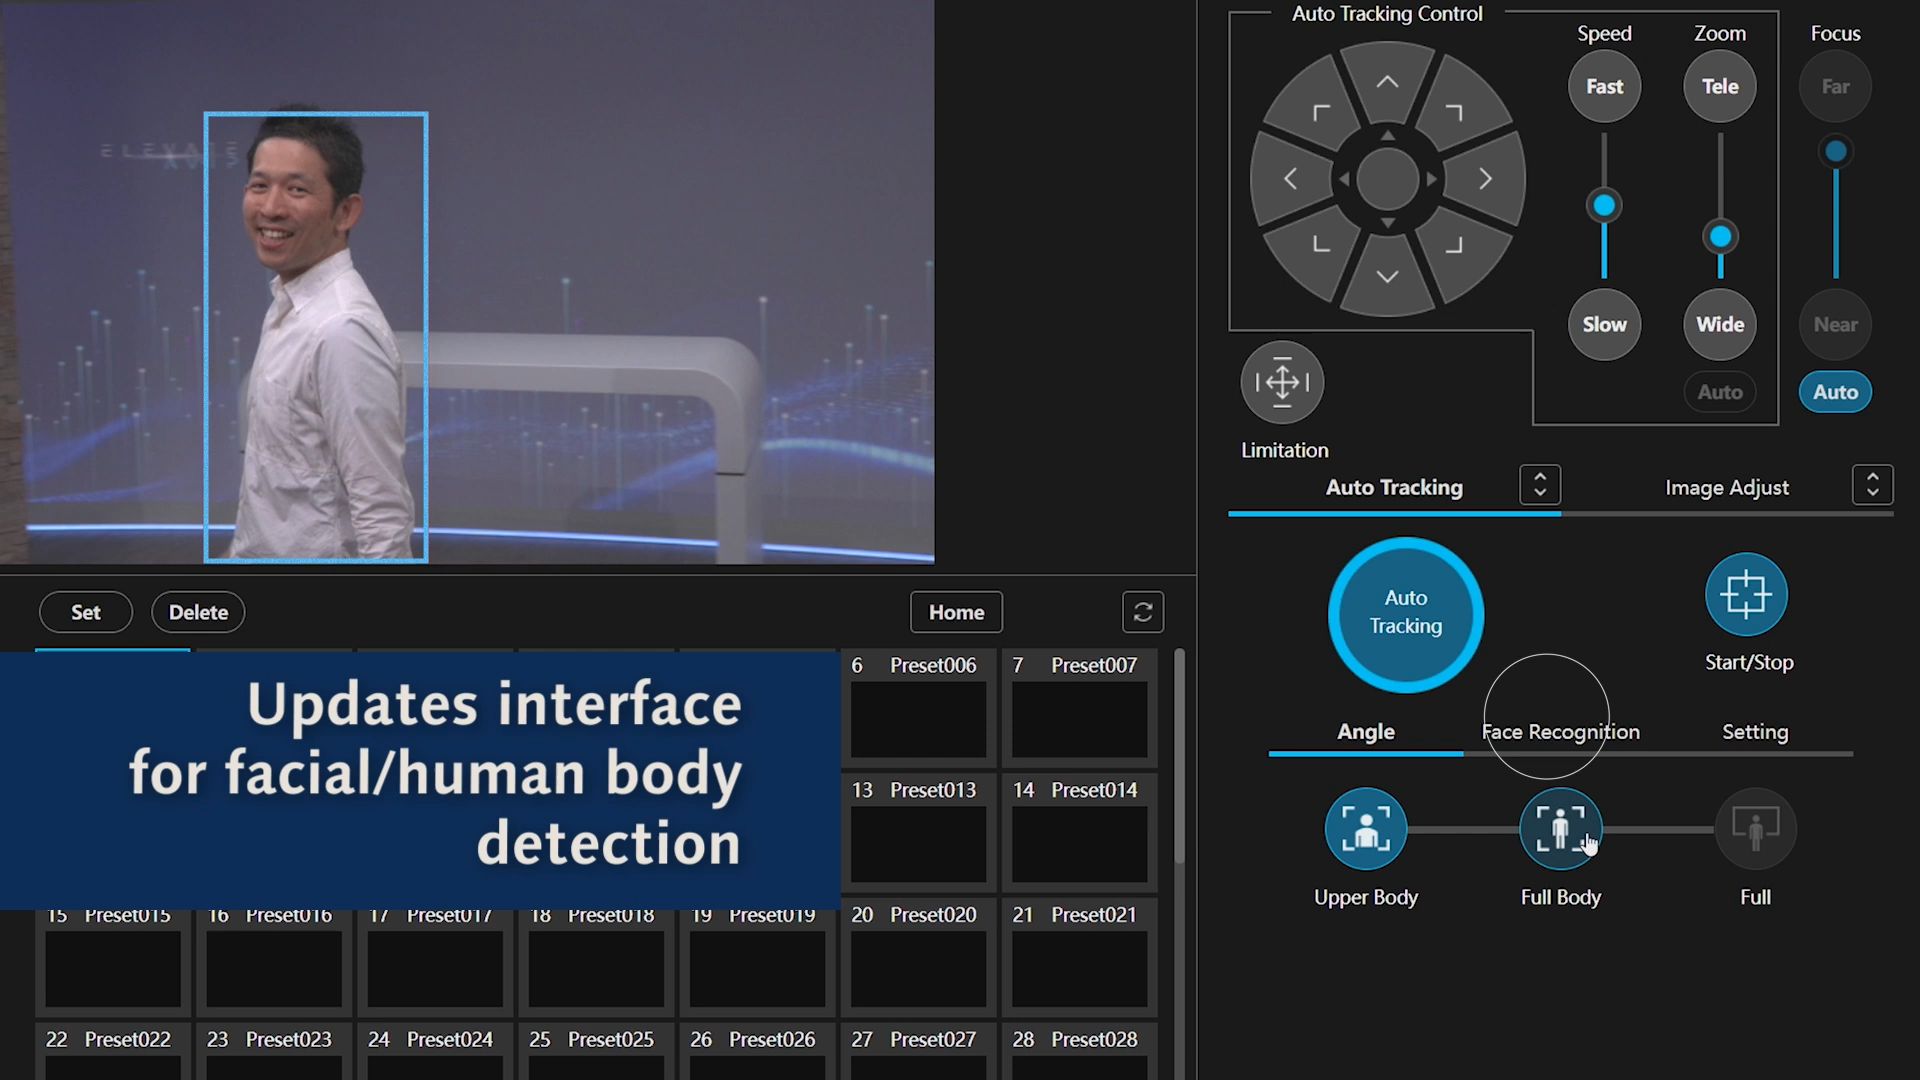 Auto Tracking Control
Speed
Zoom
Focus
Fast
Tele
Far
Slow
Wide
Near
Auto
Auto
Limitation
Auto Tracking
Image Adjust
Auto
Tracking
Start/Stop
Angle
Face Recognition
Setting
Upper Body
Full Body
Full
ELEVATE
Set
Delete
Home
6 Preset006
7 Preset007
Updates interface
for facial/human body
detection
13 Preset013
14 Preset014
15 Preset015
16 Preset016
17 Preset017
18 Preset018
19 Preset019
20 Preset020
21 Preset021
22 Preset022
23 Preset023
24 Preset024
25 Preset025
26 Preset026
27 Preset027
28 Preset028